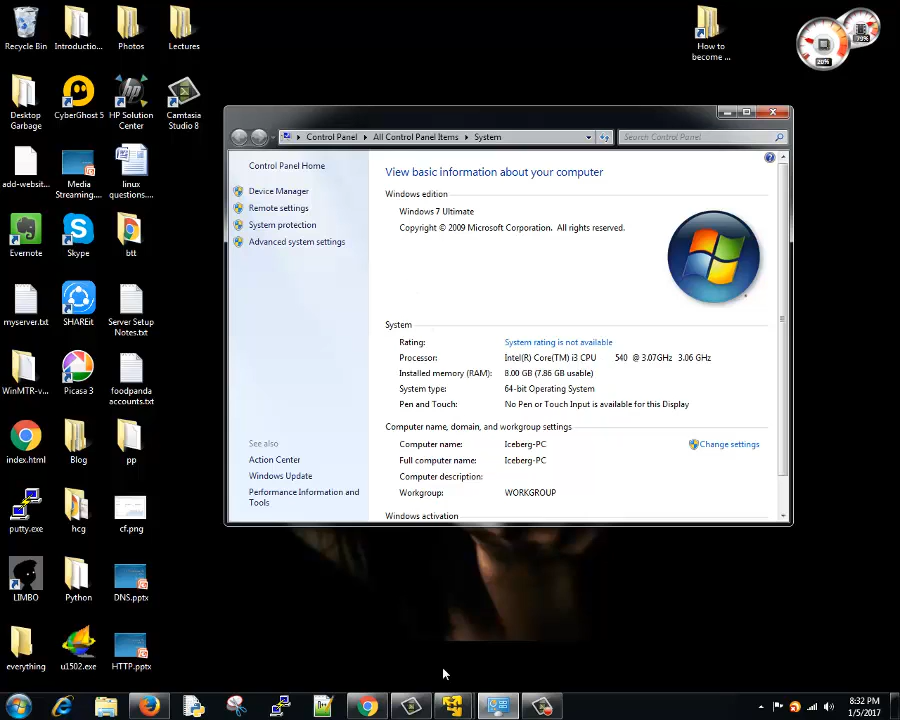 Recycle Bin
Introductio...
Photos
Lectures
How to
become ...
20%
79%
Desktop
Garbage
CyberGhost 5
HP Solution
Center
Camtasia
Studio 8
add-websit...
Media
Streaming....
linux
questions....
Evernote
Skype
btt
myserver.txt
SHAREit
Server Setup
Notes.txt
WinMTR-v...
Picasa 3
foodpanda
accounts.txt
index.html
Blog
pp
putty.exe
hcg
cf.png
LIMBO
Python
DNS.pptx
everything
u1502.exe
HTTP.pptx
Control Panel
All Control Panel Items
System
Search Control Panel
Control Panel Home
Device Manager
Remote settings
System protection
Advanced system settings
See also
Action Center
Windows Update
Performance Information and
Tools
View basic information about your computer
Windows edition
Windows 7 Ultimate
Copyright © 2009 Microsoft Corporation. All rights reserved.
System
Rating: System rating is not available
Processor: Intel(R) Core(TM) i3 CPU 540 @ 3.07GHz 3.06 GHz
Installed memory (RAM): 8.00 GB (7.86 GB usable)
System type: 64-bit Operating System
Pen and Touch: No Pen or Touch Input is available for this Display
Computer name, domain, and workgroup settings
Computer name: Iceberg-PC
Change settings
Full computer name: Iceberg-PC
Computer description:
Workgroup: WORKGROUP
Windows activation
8:32 PM
1/5/2017